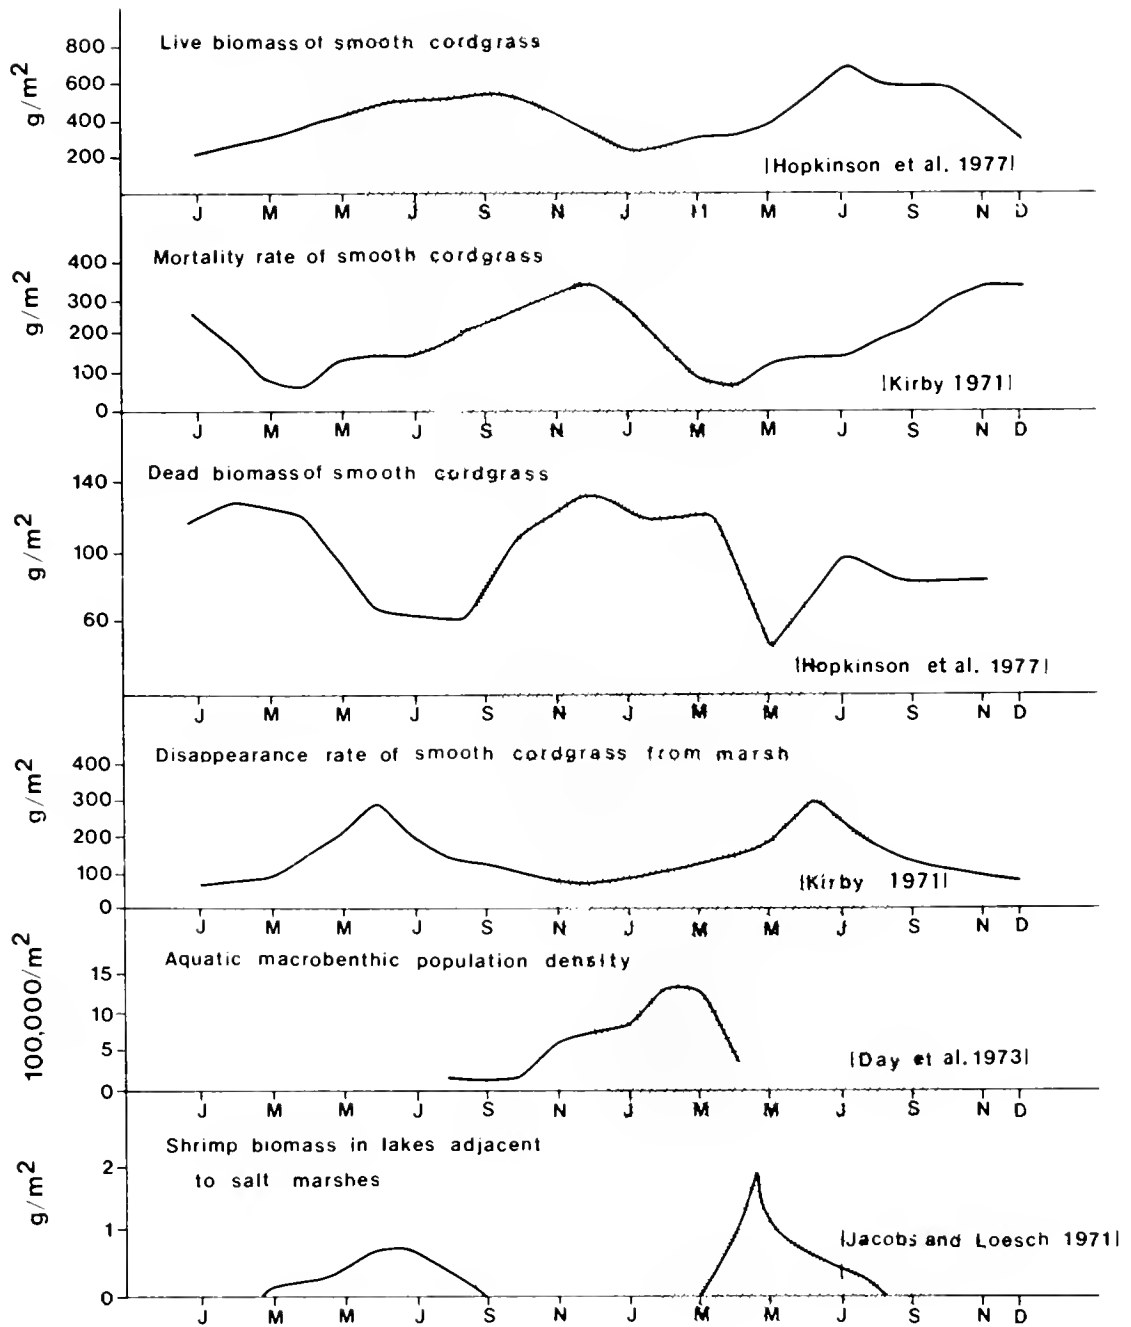 Live biomass of smooth cordgrass
g/m2
800
600
400
200
|Hopkinson et al. 1977|
J M M J S N J M M J S N D
Mortality rate of smooth cordgrass
g/m2
400
300
200
100
0
|Kirby 1971|
J M M J S N J M M J S N D
Dead biomass of smooth cordgrass
g/m2
140
100
60
|Hopkinson et al. 1977|
J M M J S N J M M J S N D
Disappearance rate of smooth cordgrass from marsh
g/m2
400
300
200
100
0
|Kirby 1971|
J M M J S N J M M J S N D
Aquatic macrobenthic population density
100,000/m2
15
10
5
0
|Day et al. 1973|
J M M J S N J M M J S N D
Shrimp biomass in lakes adjacent
to salt marshes
g/m2
2
1
0
|Jacobs and Loesch 1971|
J M M J S N J M M J S N D